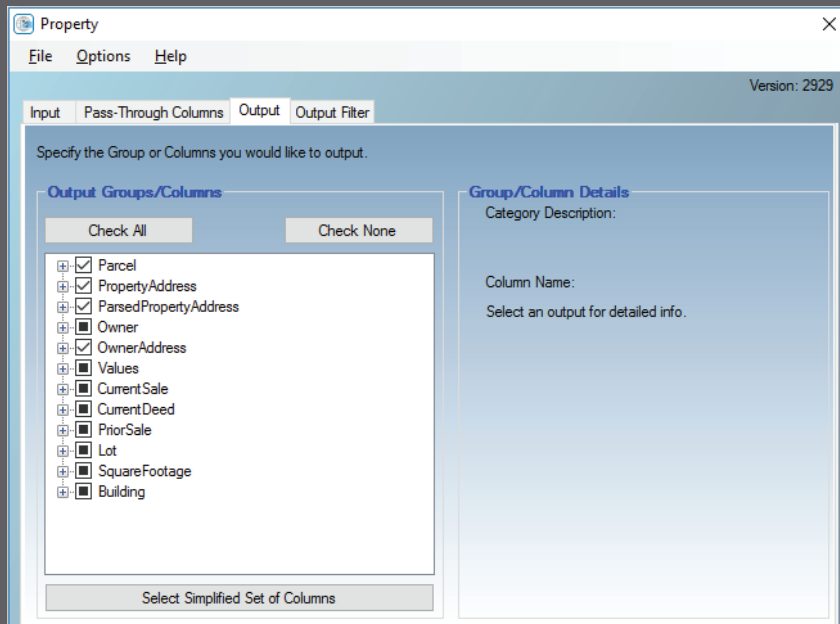 Property
File Options Help
Version: 2929
Input Pass-Through Columns Output Output Filter
Specify the Group or Columns you would like to output.
Output Groups/Columns
Check All Check None
Parcel
PropertyAddress
ParsedPropertyAddress
Owner
OwnerAddress
Values
CurrentSale
CurrentDeed
PriorSale
Lot
SquareFootage
Building
Select Simplified Set of Columns
Group/Column Details
Category Description:
Column Name:
Select an output for detailed info.